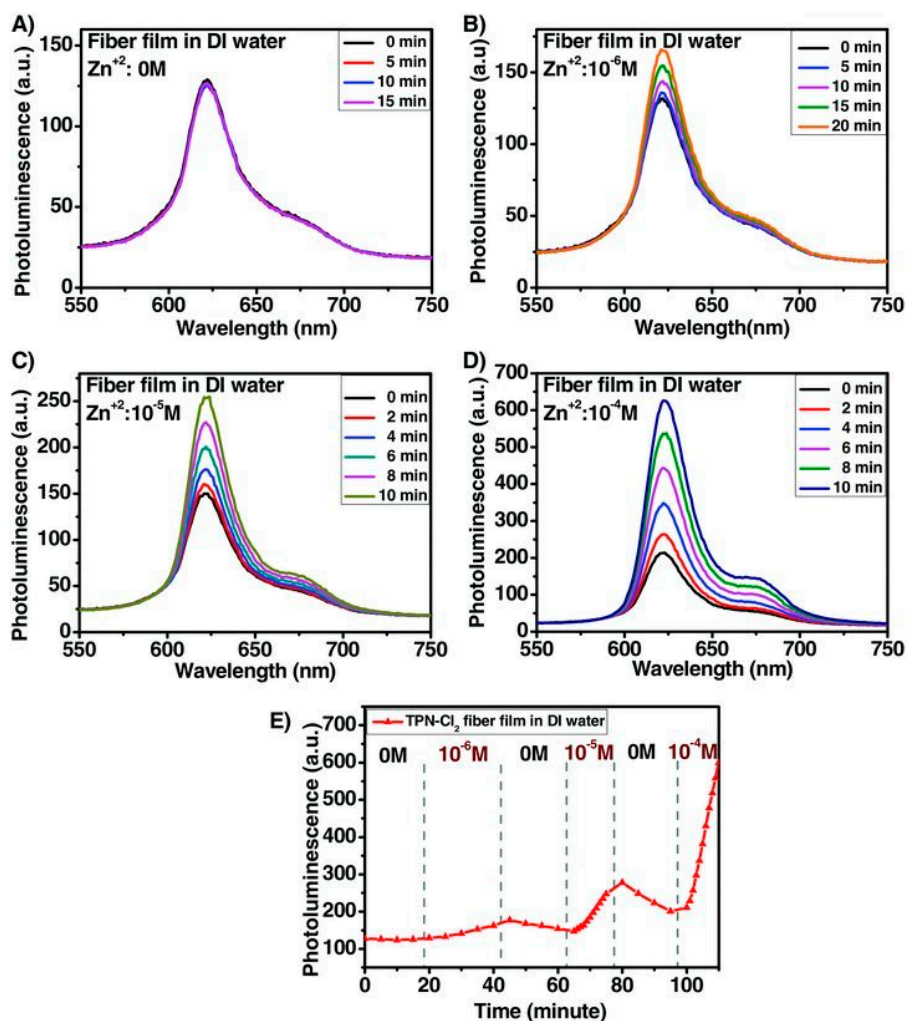 A)
Fiber film in DI water
Zn⁺²: 0M
0 min
5 min
10 min
15 min
150
100
50
0
550 600 650 700 750
Photoluminescence (a.u.)
Wavelength (nm)
B)
Fiber film in DI water
Zn⁺²:10⁻⁶M
0 min
5 min
10 min
15 min
20 min
150
100
50
0
550 600 650 700 750
Photoluminescence (a.u)
Wavelength(nm)
C)
Fiber film in DI water
Zn⁺²:10⁻⁵M
0 min
2 min
4 min
6 min
8 min
10 min
250
200
150
100
50
0
550 600 650 700 750
Photoluminescence (a.u.)
Wavelength (nm)
D)
Fiber film in DI water
Zn⁺²:10⁻⁴M
0 min
2 min
4 min
6 min
8 min
10 min
700
600
500
400
300
200
100
0
550 600 650 700 750
Photoluminescence (a.u.)
Wavelength (nm)
E)
TPN-Cl₂ fiber film in DI water
0M 10⁻⁶M 0M 10⁻⁵M 0M 10⁻⁴M
700
600
500
400
300
200
100
0 20 40 60 80 100
Photoluminescence (a.u.)
Time (minute)